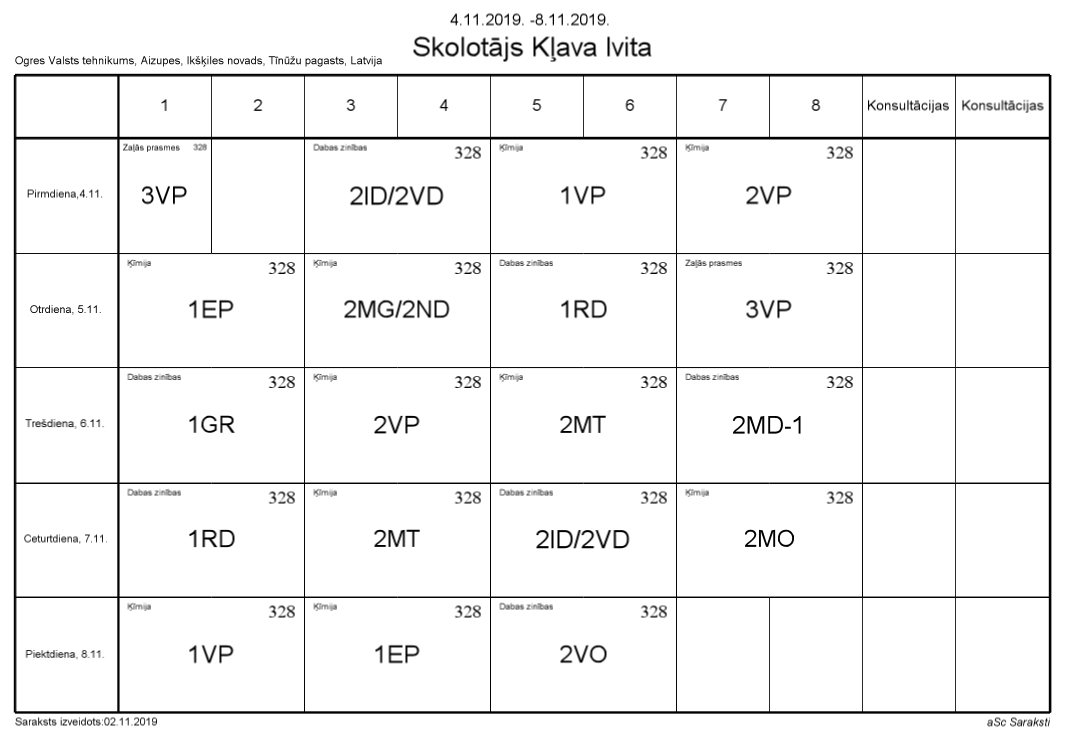 4.11.2019. -8.11.2019.
Skolotājs Kļava Ivita
Ogres Valsts tehnikums, Aizupes, Ikšķiles novads, Tīnūžu pagasts, Latvija
1 2 3 4 5 6 7 8 Konsultācijas Konsultācijas
Zaļās prasmes 328 Dabas zinības 328 Ķīmija 328 Ķīmija 328
Pirmdiena,4.11. 3VP 2ID/2VD 1VP 2VP
Ķīmija 328 Ķīmija 328 Dabas zinības 328 Zaļās prasmes 328
Otrdiena, 5.11. 1EP 2MG/2ND 1RD 3VP
Dabas zinības 328 Ķīmija 328 Ķīmija 328 Dabas zinības 328
Trešdiena, 6.11. 1GR 2VP 2MT 2MD-1
Dabas zinības 328 Ķīmija 328 Dabas zinības 328 Ķīmija 328
Ceturtdiena, 7.11. 1RD 2MT 2ID/2VD 2MO
Ķīmija 328 Ķīmija 328 Dabas zinības 328
Piektdiena, 8.11. 1VP 1EP 2VO
Saraksts izveidots:02.11.2019 aSc Saraksti